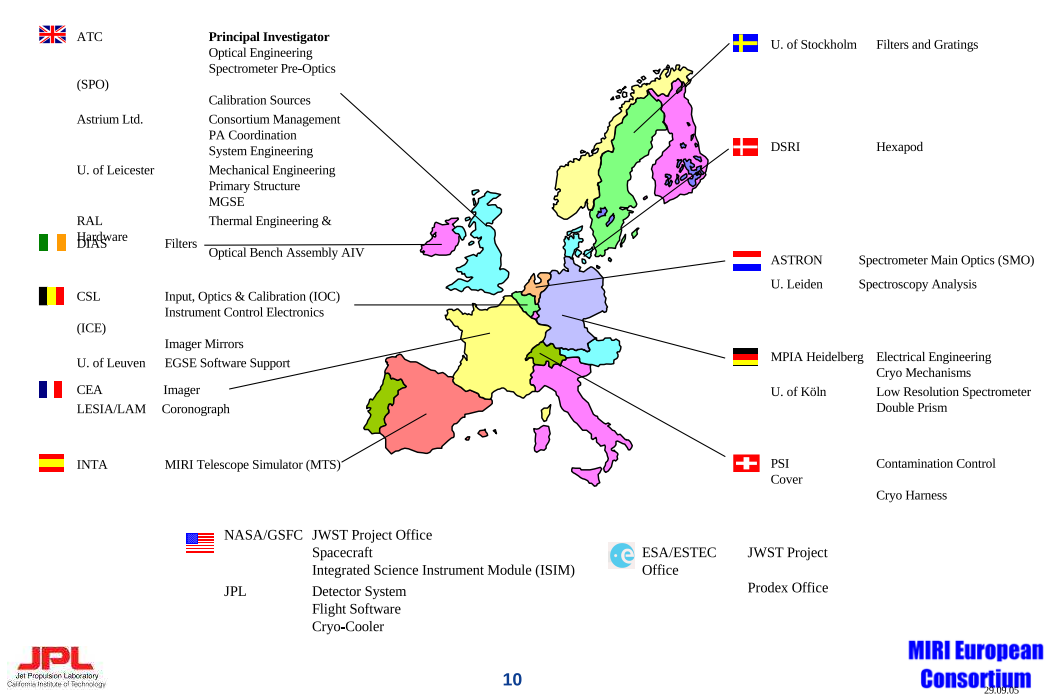 ATC Principal Investigator
Optical Engineering
Spectrometer Pre-Optics
(SPO)
Calibration Sources
Astrium Ltd. Consortium Management
PA Coordination
System Engineering
U. of Leicester Mechanical Engineering
Primary Structure
MGSE
RAL Thermal Engineering &
Hardware
DIAS Filters
Optical Bench Assembly AIV
CSL Input, Optics & Calibration (IOC)
Instrument Control Electronics
(ICE)
Imager Mirrors
U. of Leuven EGSE Software Support
CEA Imager
LESIA/LAM Coronograph
INTA MIRI Telescope Simulator (MTS)
U. of Stockholm Filters and Gratings
DSRI Hexapod
ASTRON Spectrometer Main Optics (SMO)
U. Leiden Spectroscopy Analysis
MPIA Heidelberg Electrical Engineering
Cryo Mechanisms
U. of Köln Low Resolution Spectrometer
Double Prism
PSI Contamination Control
Cover
Cryo Harness
NASA/GSFC JWST Project Office
Spacecraft
Integrated Science Instrument Module (ISIM)
JPL Detector System
Flight Software
Cryo-Cooler
e
ESA/ESTEC JWST Project
Office
Prodex Office
JPL
Jet Propulsion Laboratory
California Institute of Technology
10
MIRI European
Consortium
29.09.05